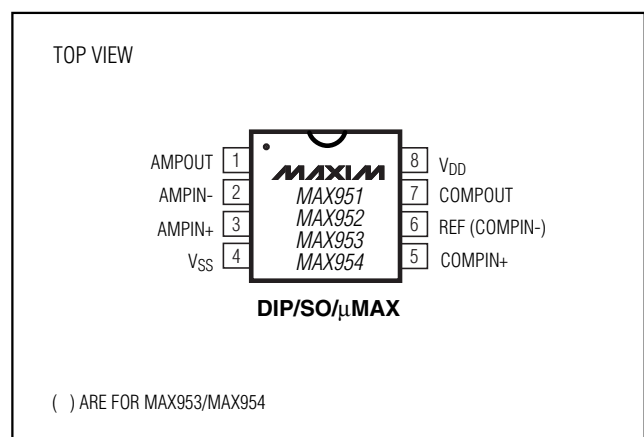 TOP VIEW
AMPOUT 1
AMPIN- 2
AMPIN+ 3
VSS 4
MAXIM
MAX951
MAX952
MAX953
MAX954
8 VDD
7 COMPOUT
6 REF (COMPIN-)
5 COMPIN+
DIP/SO/µMAX
( ) ARE FOR MAX953/MAX954